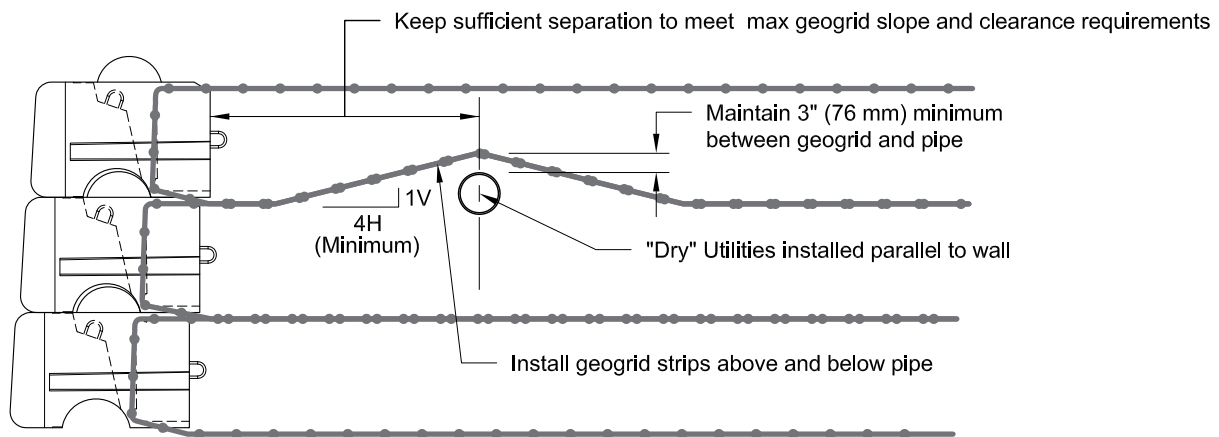 Keep sufficient separation to meet max geogrid slope and clearance requirements
Maintain 3" (76 mm) minimum
between geogrid and pipe
1V
4H
(Minimum)
"Dry" Utilities installed parallel to wall
Install geogrid strips above and below pipe